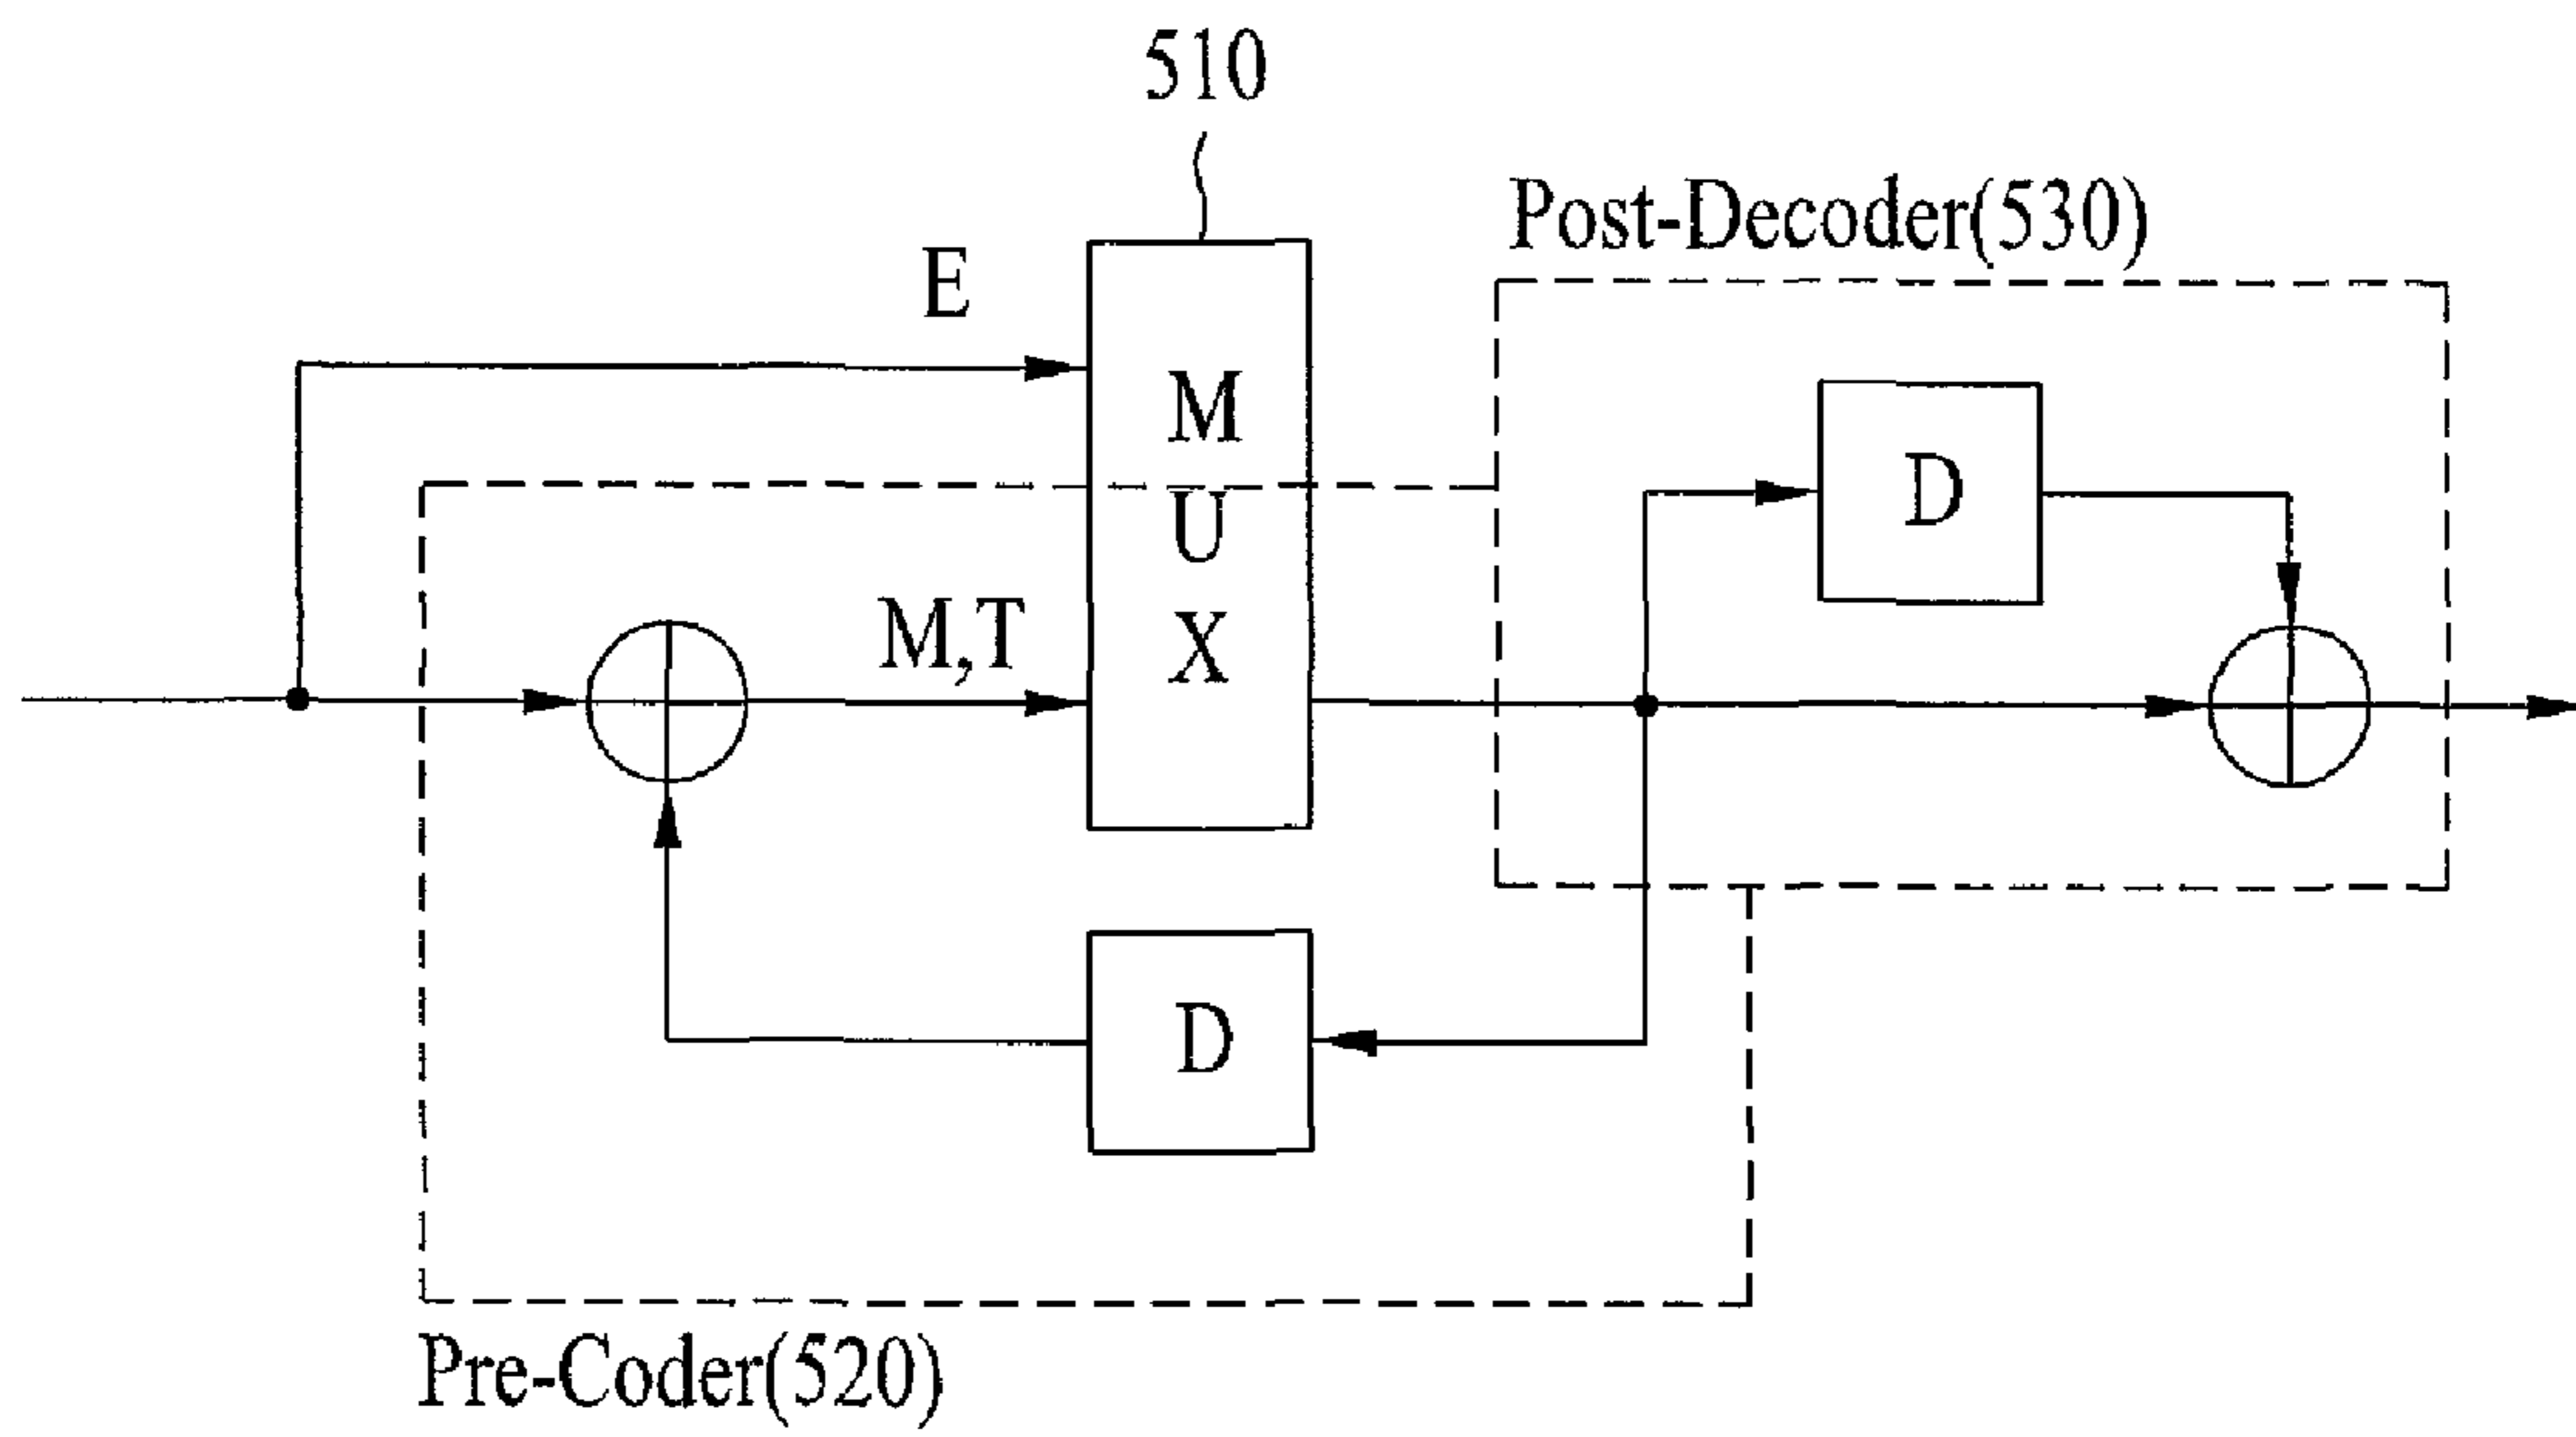 510
Post-Decoder(530)
E
M
U
X
D
M,T
D
Pre-Coder(520)